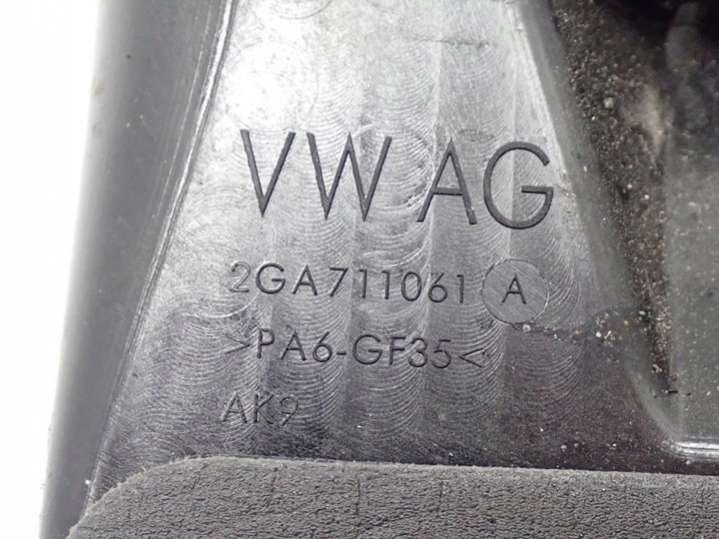 VW AG
2GA711061 A
>PA6-GF35<
AK9